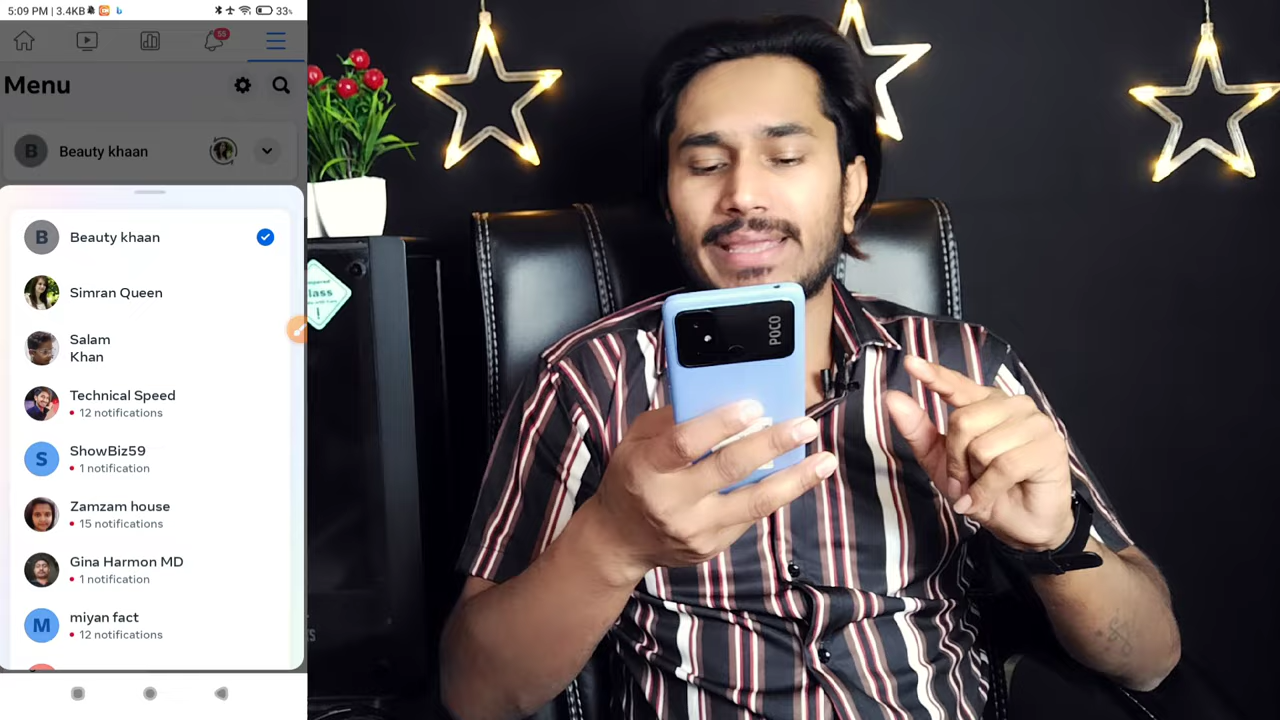 5:09 PM | 3.4KB
33%
55
Menu
B Beauty khaan
B Beauty khaan
Simran Queen
Salam
Khan
Technical Speed
12 notifications
S ShowBiz59
1 notification
Zamzam house
15 notifications
Gina Harmon MD
1 notification
M miyan fact
12 notifications
POCO